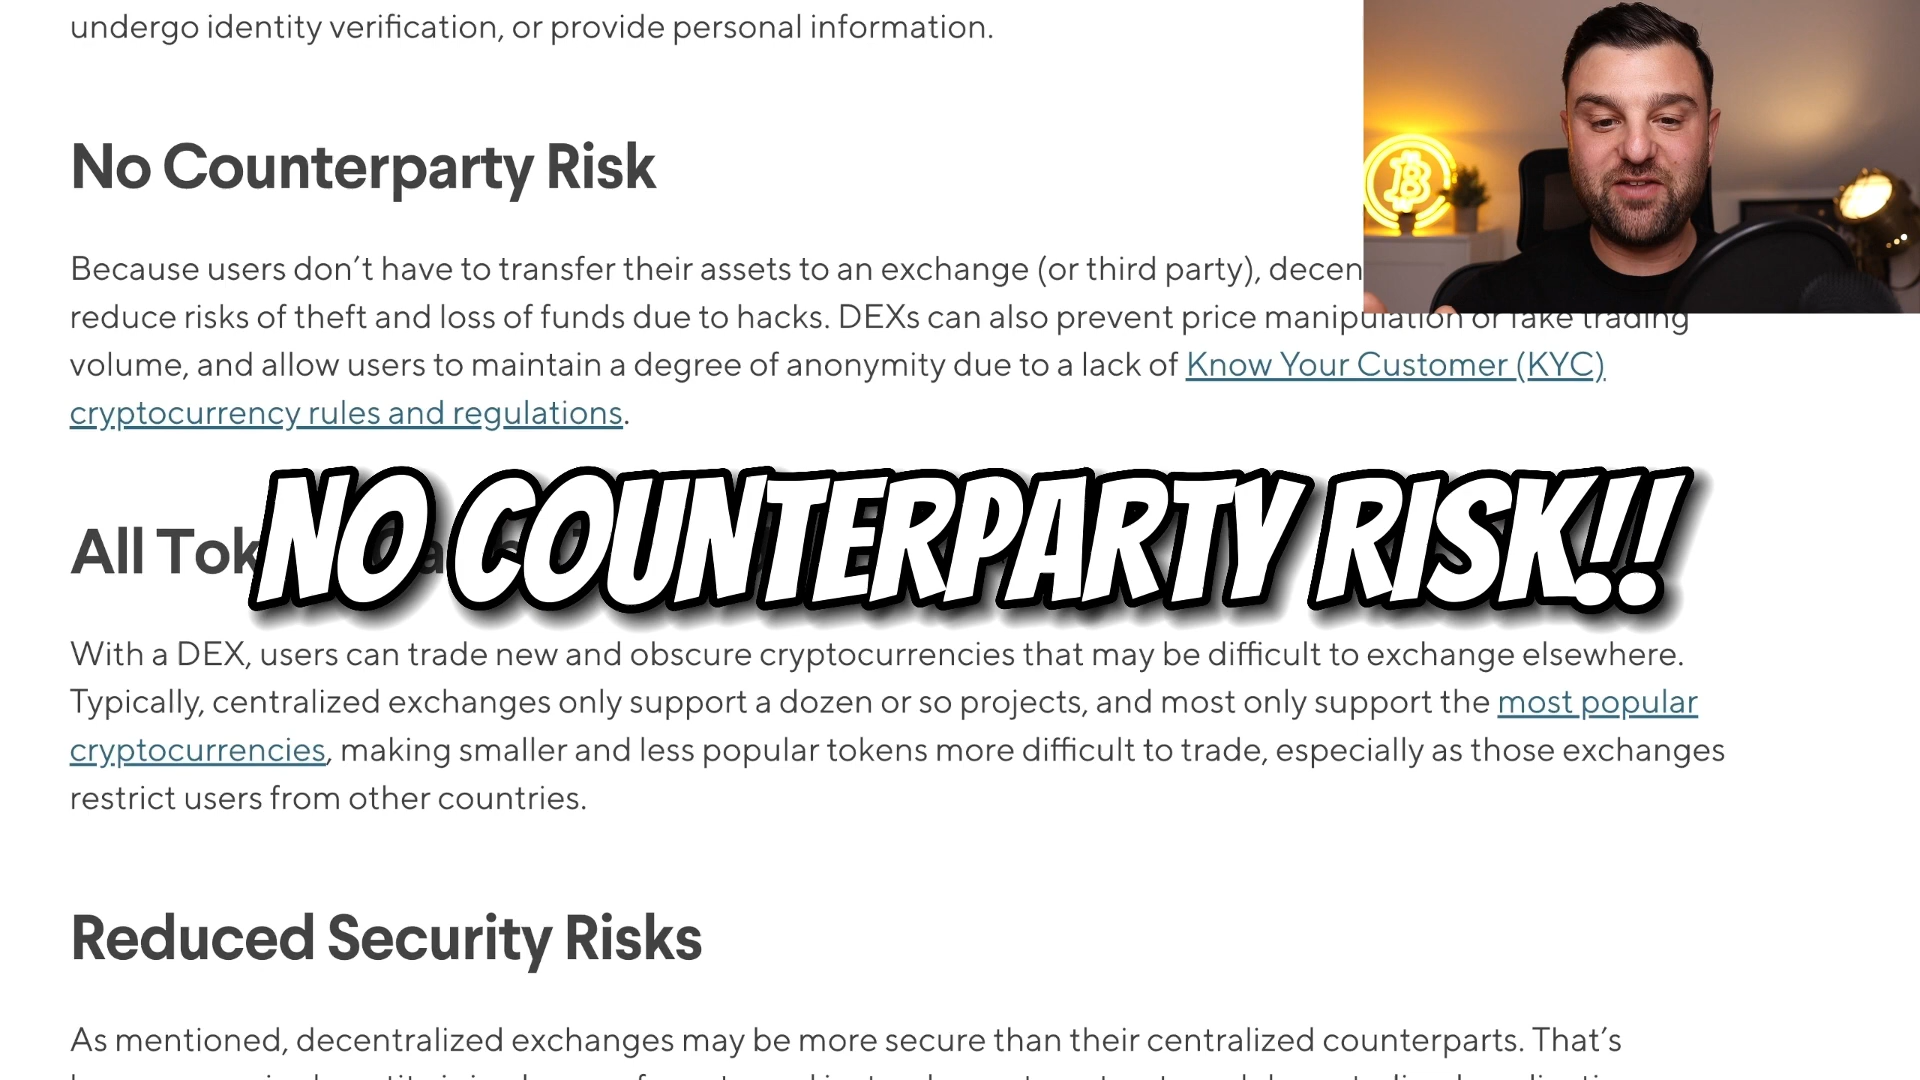 undergo identity verification, or provide personal information.
No Counterparty Risk
Because users don’t have to transfer their assets to an exchange (or third party),
reduce risks of theft and loss of funds due to hacks. DEXs can also prevent price manipulation or fake trading
volume, and allow users to maintain a degree of anonymity due to a lack of Know Your Customer (KYC)
cryptocurrency rules and regulations.
NO COUNTERPARTY RISK!!
All
With a DEX, users can trade new and obscure cryptocurrencies that may be difficult to exchange elsewhere.
Typically, centralized exchanges only support a dozen or so projects, and most only support the most popular
cryptocurrencies, making smaller and less popular tokens more difficult to trade, especially as those exchanges
restrict users from other countries.
Reduced Security Risks
As mentioned, decentralized exchanges may be more secure than their centralized counterparts. That’s